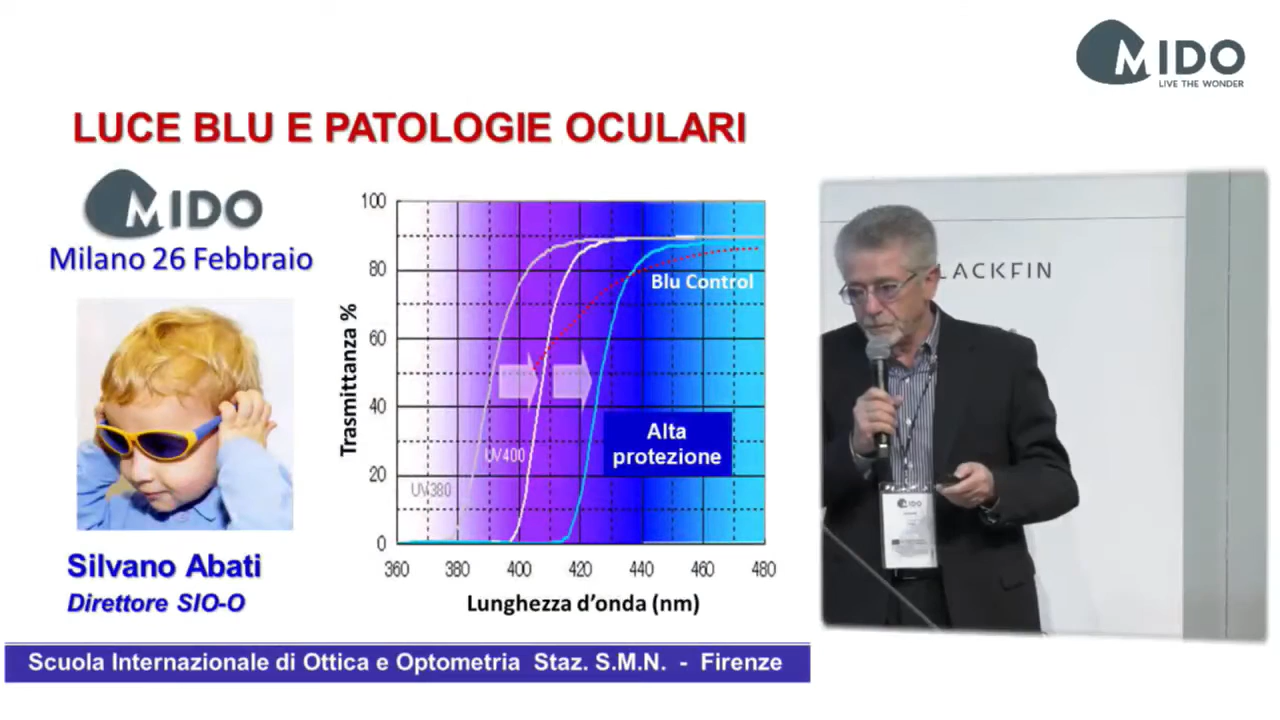 MIDO
LIVE THE WONDER
LUCE BLU E PATOLOGIE OCULARI
MIDO
Milano 26 Febbraio
Silvano Abati
Direttore SIO-O
Trasmittanza %
100
80
60
40
20
0
Blu Control
UV400
UV380
Alta
protezione
360 380 400 420 440 460 480
Lunghezza d'onda (nm)
LACKFIN
MIDO
Scuola Internazionale di Ottica e Optometria Staz. S.M.N. - Firenze